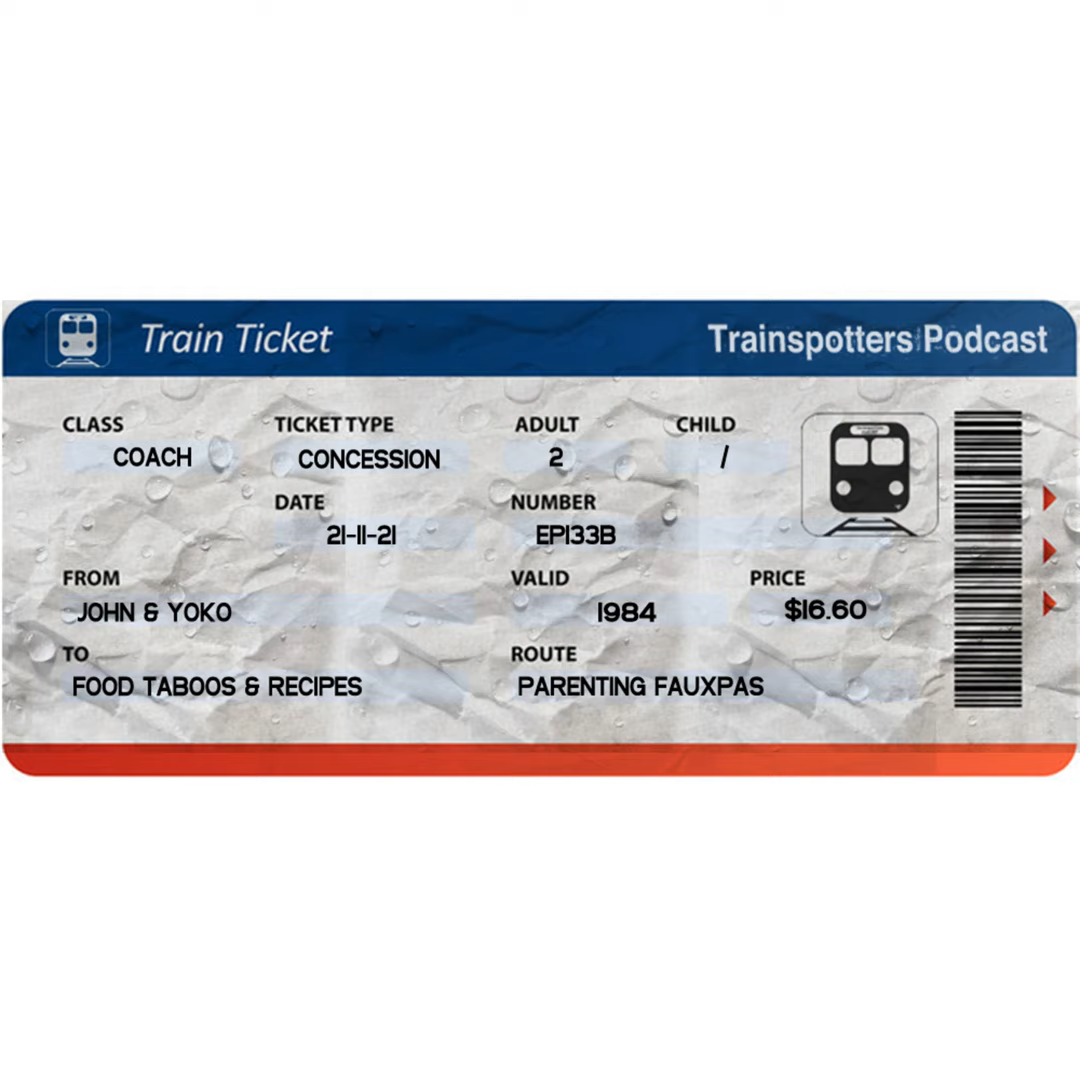 Train Ticket Trainspotters Podcast
CLASS TICKET TYPE ADULT CHILD
COACH CONCESSION 2 /
DATE NUMBER
21-11-21 EP133B
FROM VALID PRICE
JOHN & YOKO 1984 $16.60
TO ROUTE
FOOD TABOOS & RECIPES PARENTING FAUXPAS